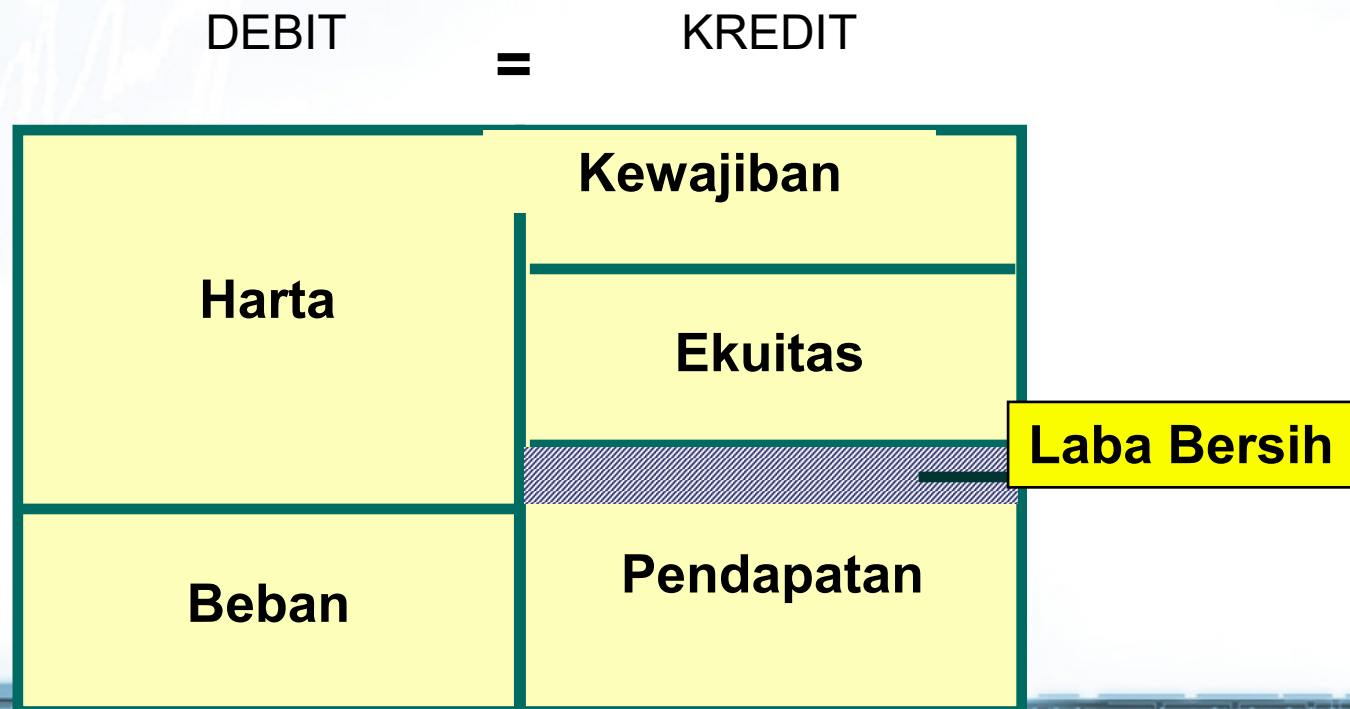 DEBIT
=
KREDIT
Kewajiban
Harta
Ekuitas
Laba Bersih
Pendapatan
Beban